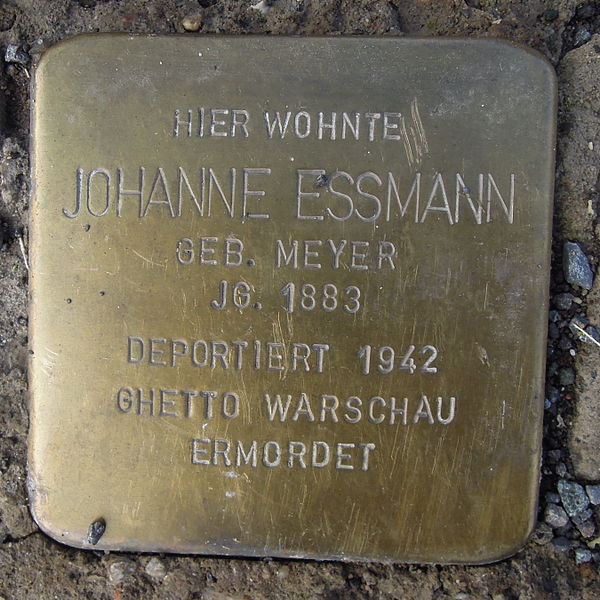 HIER WOHNTE
JOHANNE ESSMANN
GEB. MEYER
JG. 1883
DEPORTIERT 1942
GHETTO WARSCHAU
ERMORDET